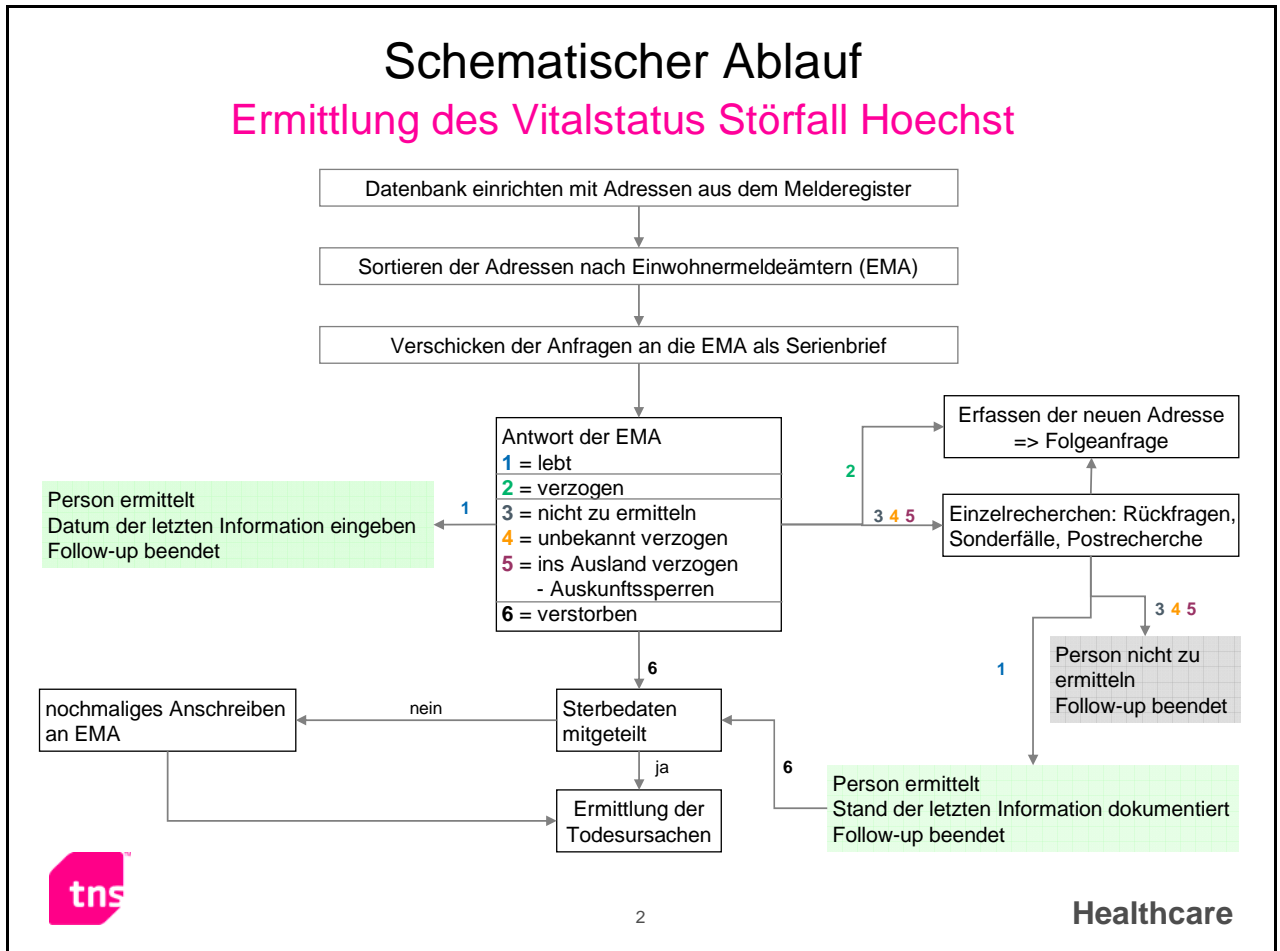 Schematischer Ablauf
Ermittlung des Vitalstatus Störfall Hoechst
Datenbank einrichten mit Adressen aus dem Melderegister
Sortieren der Adressen nach Einwohnermeldeämtern (EMA)
Verschicken der Anfragen an die EMA als Serienbrief
Antwort der EMA
1 = lebt
2 = verzogen
3 = nicht zu ermitteln
4 = unbekannt verzogen
5 = ins Ausland verzogen
- Auskunftssperren
6 = verstorben
1
Person ermittelt
Datum der letzten Information eingeben
Follow-up beendet
2
Erfassen der neuen Adresse
=> Folgeanfrage
3 4 5
Einzelrecherchen: Rückfragen,
Sonderfälle, Postrecherche
3 4 5
Person nicht zu
ermitteln
Follow-up beendet
1
Person ermittelt
Stand der letzten Information dokumentiert
Follow-up beendet
6
6
Sterbedaten
mitgeteilt
nein
nochmaliges Anschreiben
an EMA
ja
Ermittlung der
Todesursachen
tns
TM
2
Healthcare